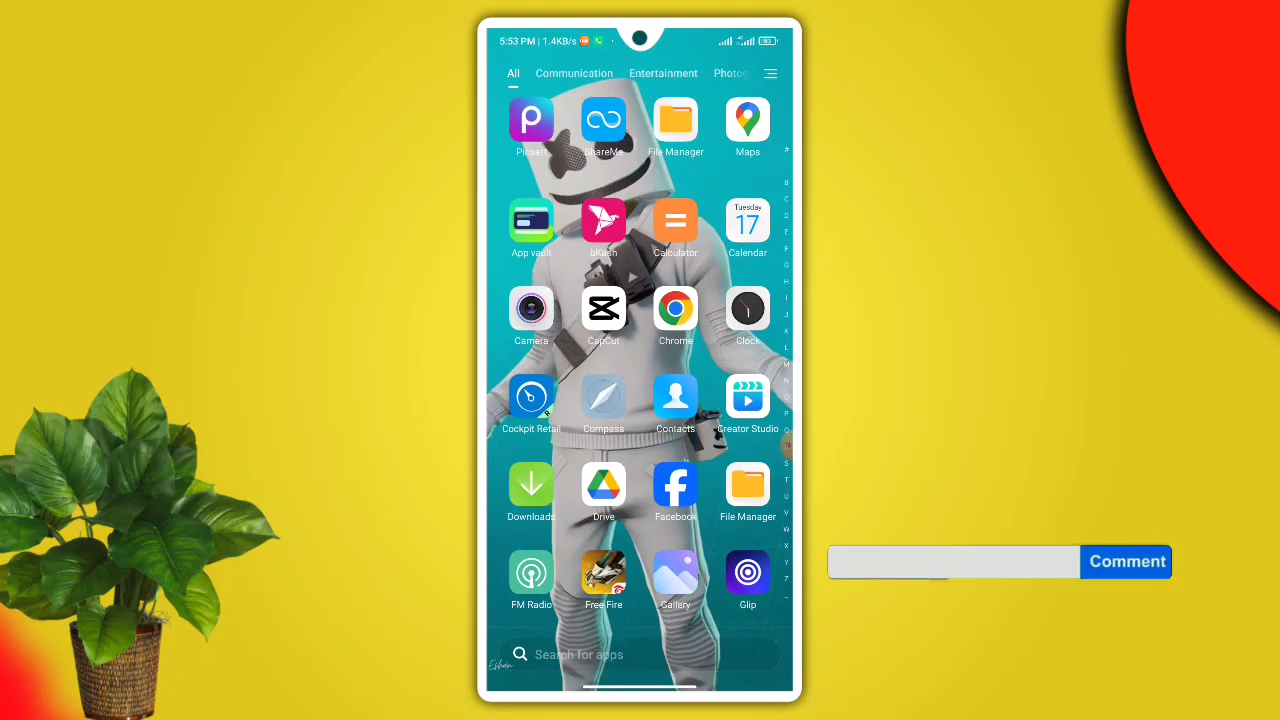 5:53 PM | 1.4KB/s
All Communication Entertainment Photog
Picsart ShareMe File Manager Maps
Tuesday
17
App vault bKash Calculator Calendar
Camera CapCut Chrome Clock
Cockpit Retail Compass Contacts Creator Studio
Downloads Drive Facebook File Manager
FM Radio Free Fire Gallery Glip
Search for apps
Eshan
Comment
#
B
C
D
E
F
G
H
I
J
K
L
M
N
O
P
Q
S
T
U
V
W
X
Y
Z